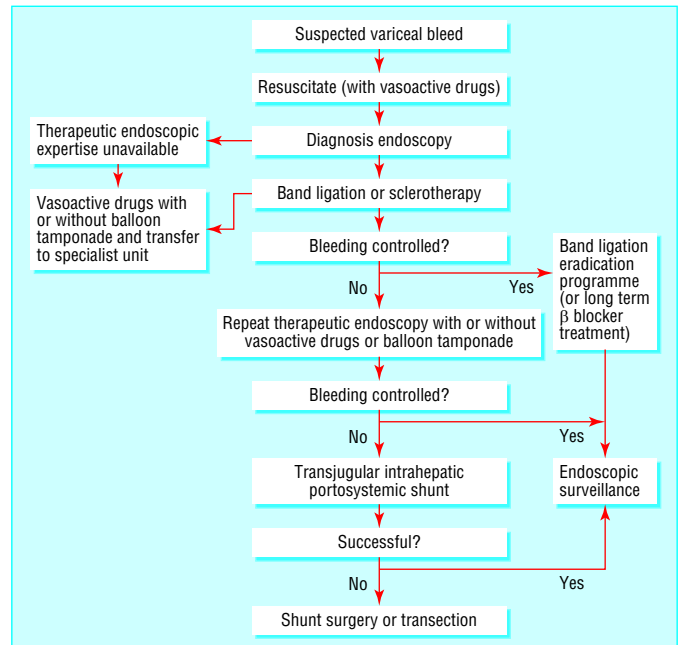 Suspected variceal bleed
Resuscitate (with vasoactive drugs)
Therapeutic endoscopic
expertise unavailable
Diagnosis endoscopy
Vasoactive drugs with
or without balloon
tamponade and transfer
to specialist unit
Band ligation or sclerotherapy
Bleeding controlled?
Band ligation
eradication
programme
(or long term
β blocker
treatment)
No
Yes
Repeat therapeutic endoscopy with or without
vasoactive drugs or balloon tamponade
Bleeding controlled?
No
Yes
Transjugular intrahepatic
portosystemic shunt
Endoscopic
surveillance
Successful?
No
Yes
Shunt surgery or transection